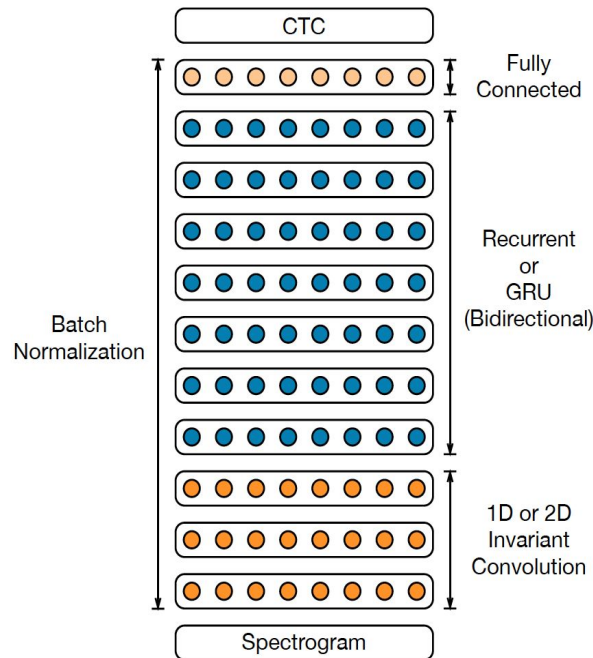 CTC
Fully
Connected
Recurrent
or
GRU
(Bidirectional)
Batch
Normalization
1D or 2D
Invariant
Convolution
Spectrogram